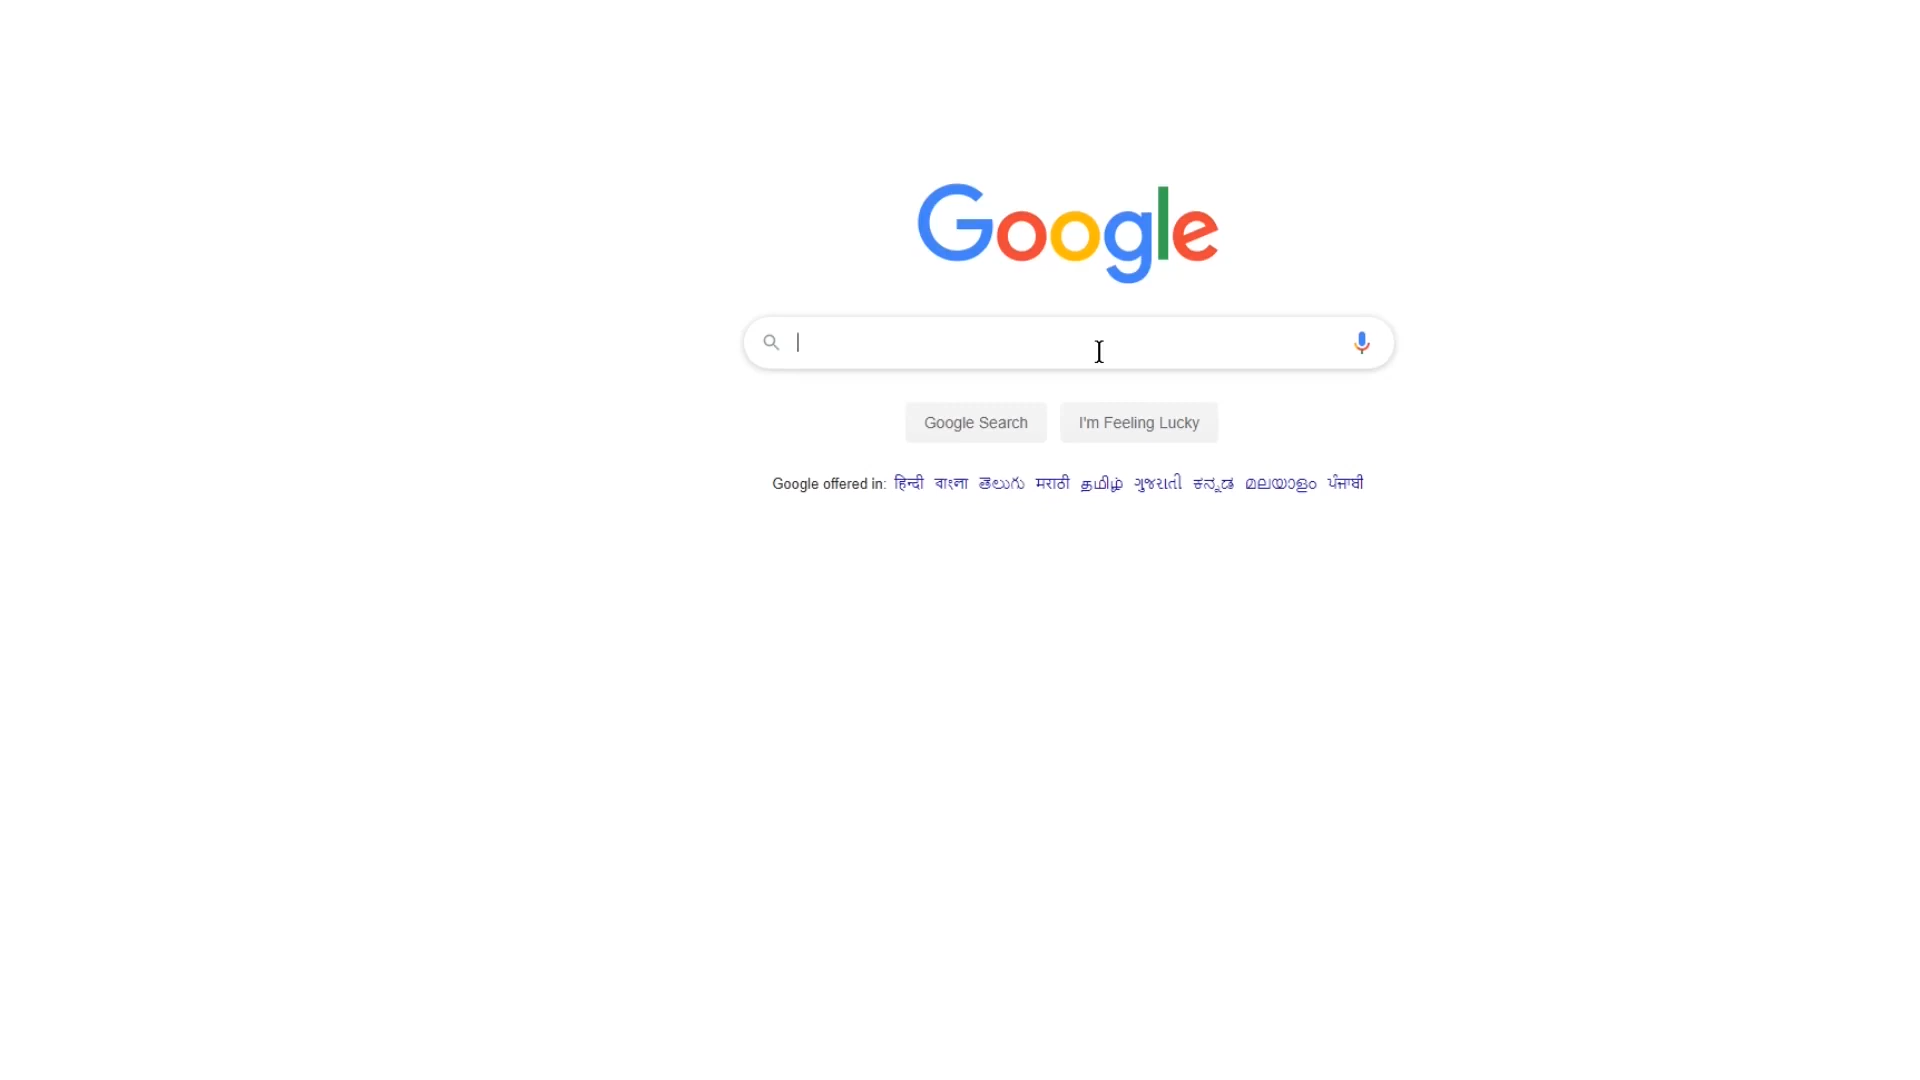 Google
Google Search
I'm Feeling Lucky
Google offered in: हिन्दी বাংলা తెలుగు मराठी தமிழ் ગુજરાતી ಕನ್ನಡ മലയാളം ਪੰਜਾਬੀ